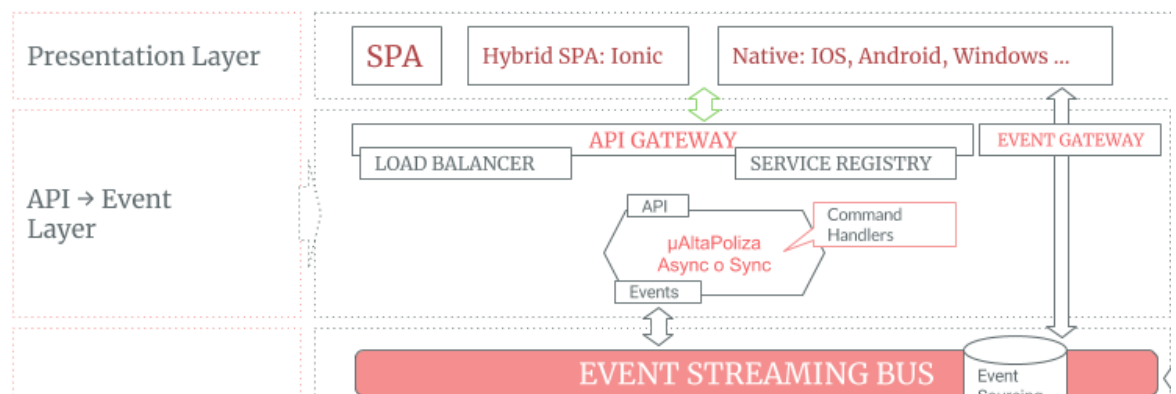 Presentation Layer
SPA
Hybrid SPA: Ionic
Native: IOS, Android, Windows ...
API GATEWAY
EVENT GATEWAY
LOAD BALANCER
SERVICE REGISTRY
API → Event
Layer
API
Command
Handlers
µAltaPoliza
Async o Sync
Events
EVENT STREAMING BUS
Event
Sourcing